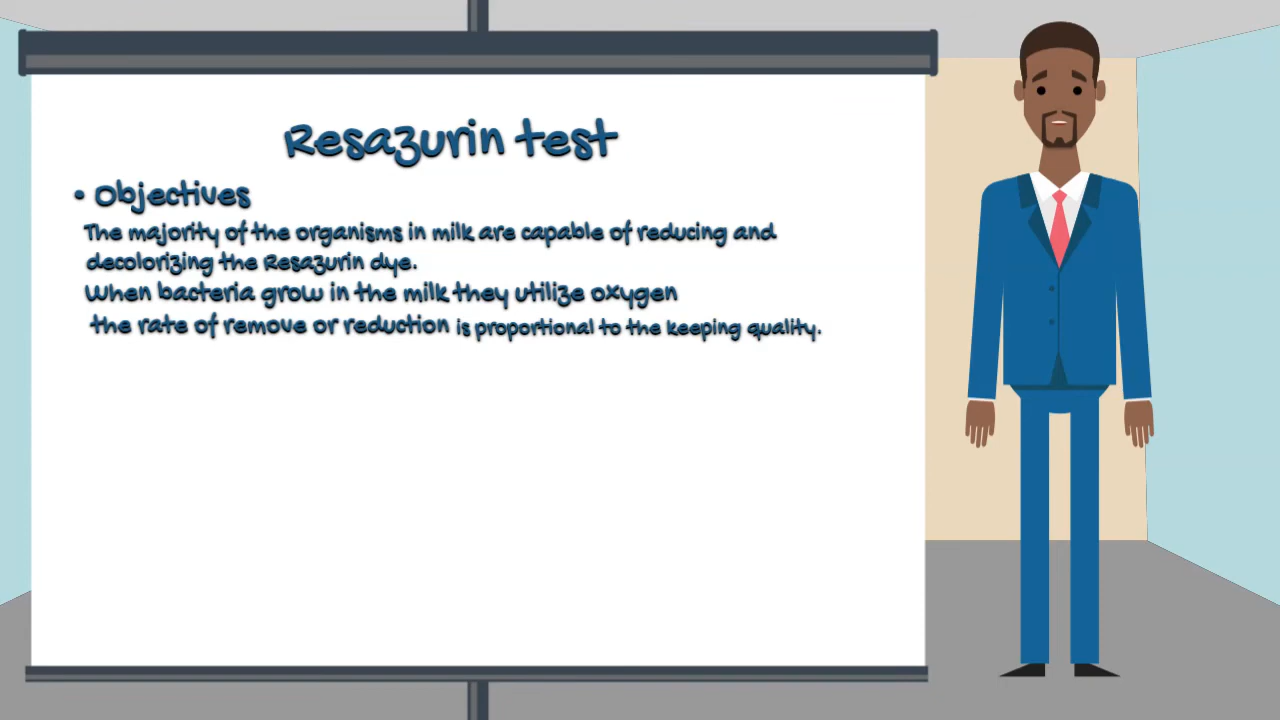 Resazurin test
• Objectives
The majority of the organisms in milk are capable of reducing and
decolorizing the Resazurin dye.
When bacteria grow in the milk they utilize oxygen
the rate of remove or reduction is proportional to the keeping quality.